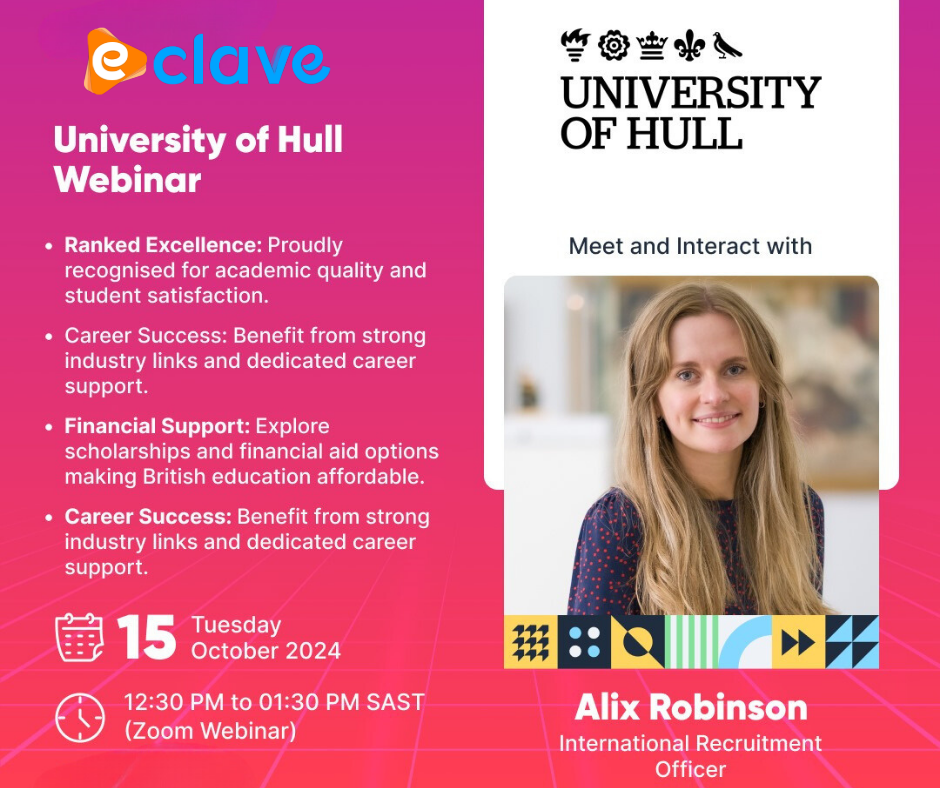 eclave
University of Hull
Webinar
• Ranked Excellence: Proudly
recognised for academic quality and
student satisfaction.
• Career Success: Benefit from strong
industry links and dedicated career
support.
• Financial Support: Explore
scholarships and financial aid options
making British education affordable.
• Career Success: Benefit from strong
industry links and dedicated career
support.
15 Tuesday
October 2024
12:30 PM to 01:30 PM SAST
(Zoom Webinar)
UNIVERSITY
OF HULL
Meet and Interact with
Alix Robinson
International Recruitment
Officer